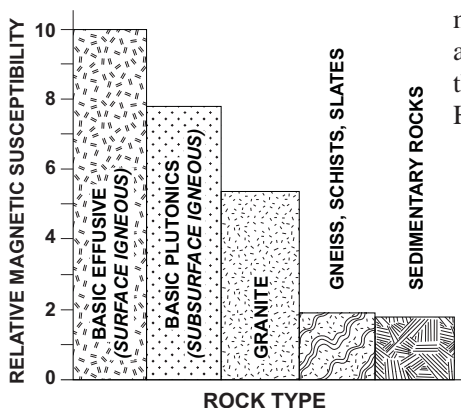 RELATIVE MAGNETIC SUSCEPTIBILITY
10
8
6
4
2
0
BASIC EFFUSIVE
(SURFACE IGNEOUS)
BASIC PLUTONICS
(SUBSURFACE IGNEOUS)
GRANITE
GNEISS, SCHISTS, SLATES
SEDIMENTARY ROCKS
ROCK TYPE